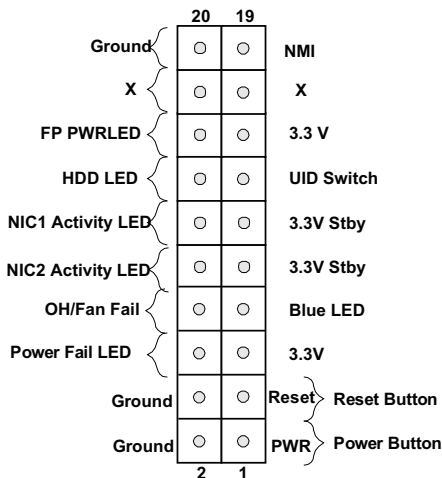 20 19
Ground NMI
X X
FP PWRLED 3.3 V
HDD LED UID Switch
NIC1 Activity LED 3.3V Stby
NIC2 Activity LED 3.3V Stby
OH/Fan Fail Blue LED
Power Fail LED 3.3V
Ground Reset Reset Button
Ground PWR Power Button
2 1